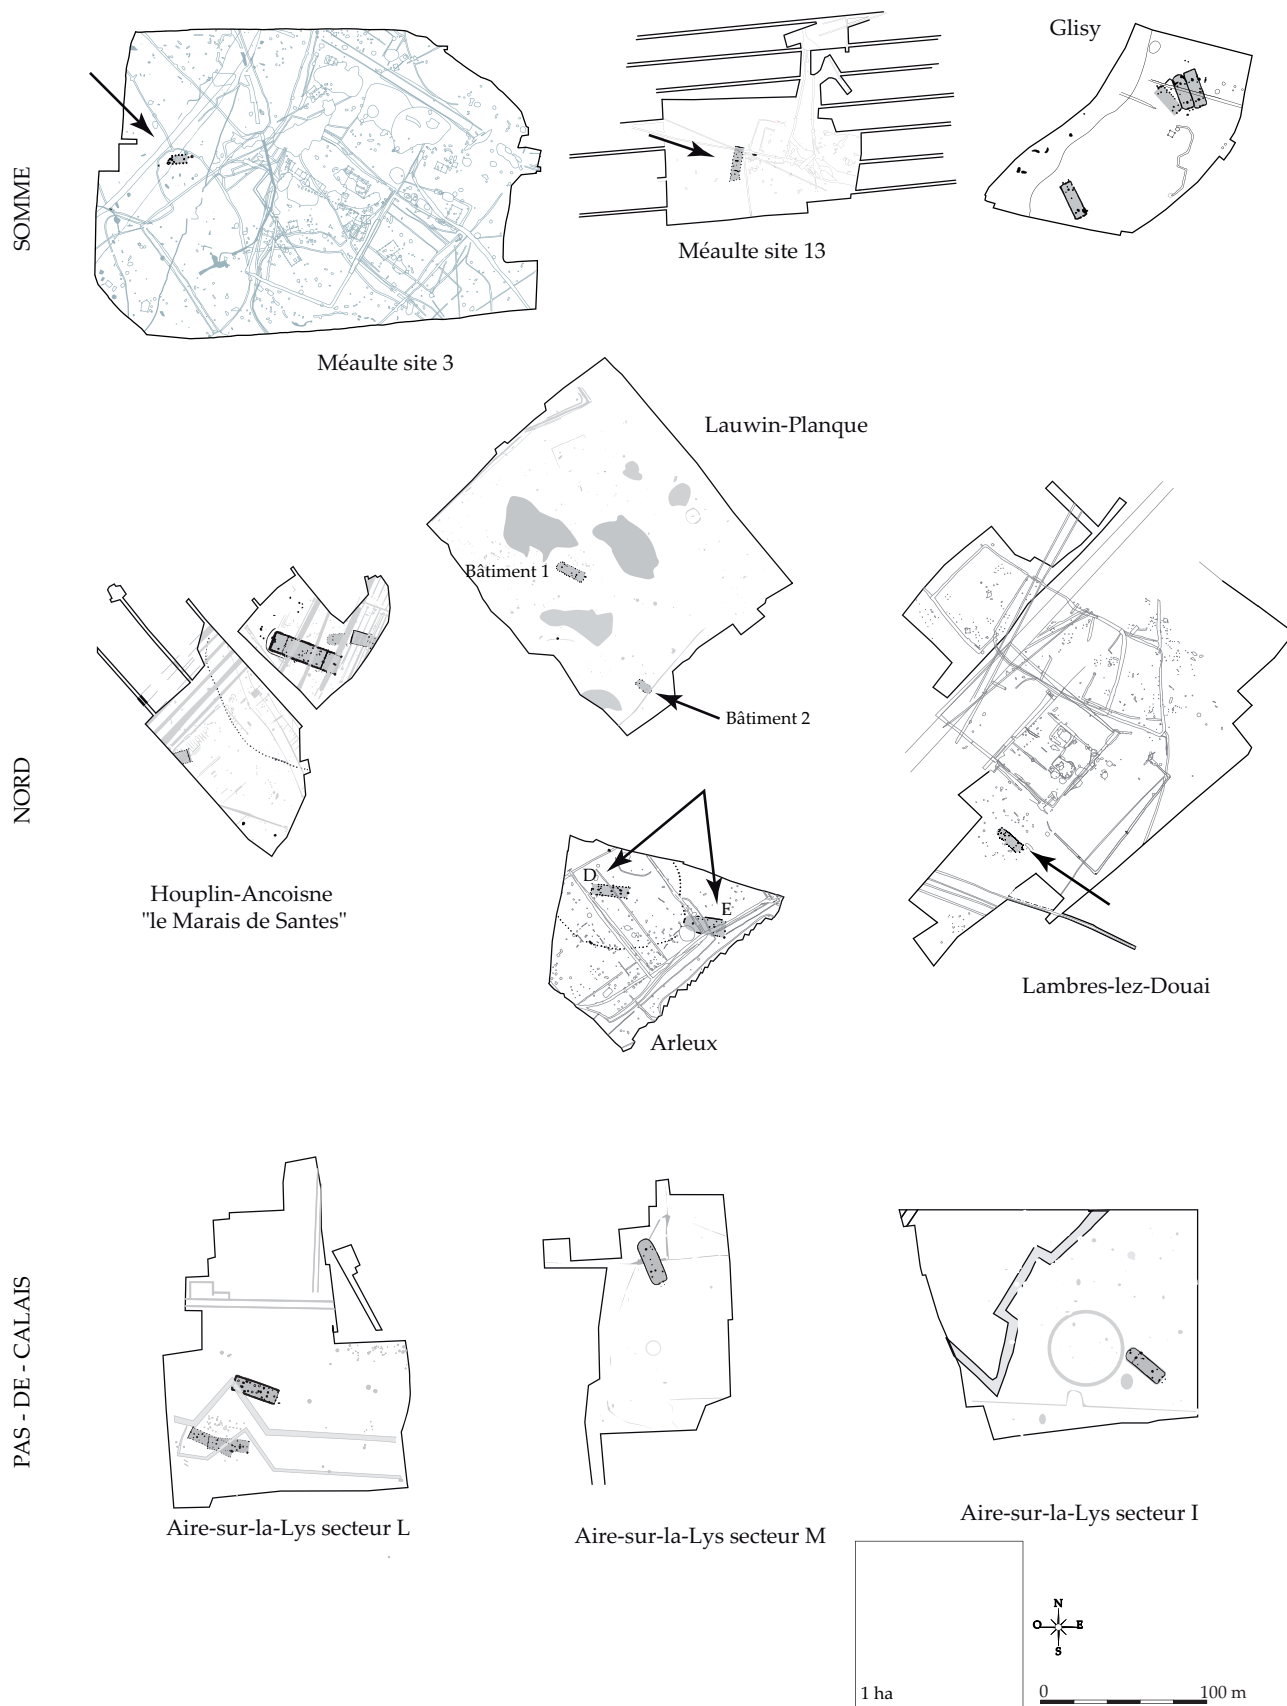 SOMME
Glisy
Méaulte site 13
Méaulte site 3
NORD
Lauwin-Planque
Bâtiment 1
Bâtiment 2
Houplin-Ancoisne
"le Marais de Santes"
D
E
Arleux
Lambres-lez-Douai
PAS - DE - CALAIS
Aire-sur-la-Lys secteur L
Aire-sur-la-Lys secteur M
Aire-sur-la-Lys secteur I
1 ha
N
O E
S
0 100 m